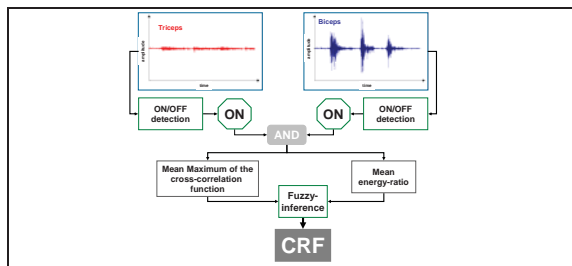 Triceps
amplitude
time
Biceps
amplitude
time
ON/OFF
detection
ON
ON
ON/OFF
detection
AND
Mean Maximum of the
cross-correlation
function
Mean
energy-ratio
Fuzzy-
inference
CRF